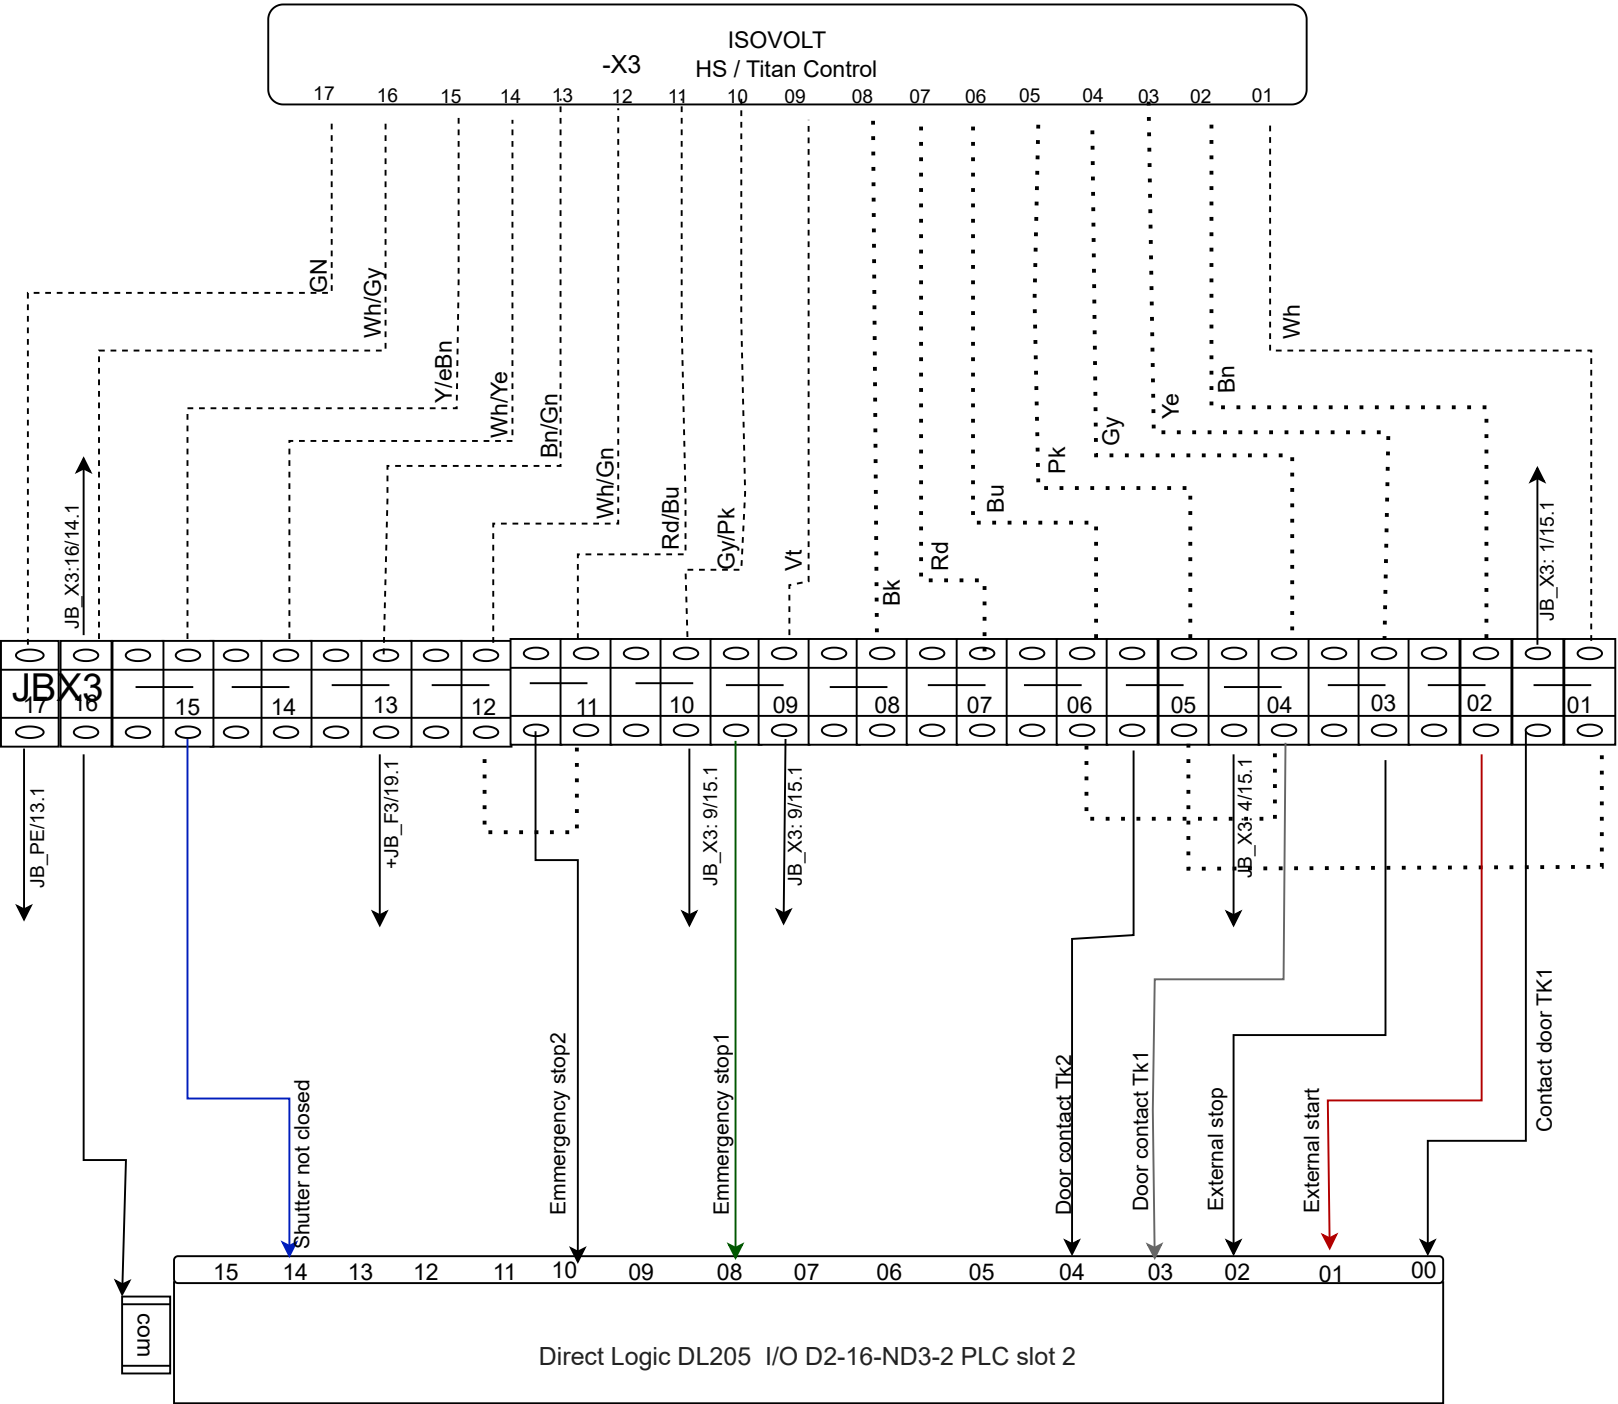 ISOVOLT
-X3
HS / Titan Control
17 16 15 14 13 12 11 10 09 08 07 06 05 04 03 02 01
GN
Wh/Gy
Y/eBn
Wh/Ye
Bn/Gn
Wh/Gn
Rd/Bu
Gy/Pk
Vt
Bk
Rd
Bu
Pk
Gy
Ye
Bn
Wh
JB_X3:16/14.1
JB_X3: 1/15.1
JBX3
17 16 15 14 13 12 11 10 09 08 07 06 05 04 03 02 01
JB_PE/13.1
+JB_F3/19.1
JB_X3: 9/15.1
JB_X3: 9/15.1
JB_X3: 4/15.1
Shutter not closed
Emmergency stop2
Emmergency stop1
Door contact Tk2
Door contact Tk1
External stop
External start
Contact door TK1
15 14 13 12 11 10 09 08 07 06 05 04 03 02 01 00
com
Direct Logic DL205 I/O D2-16-ND3-2 PLC slot 2